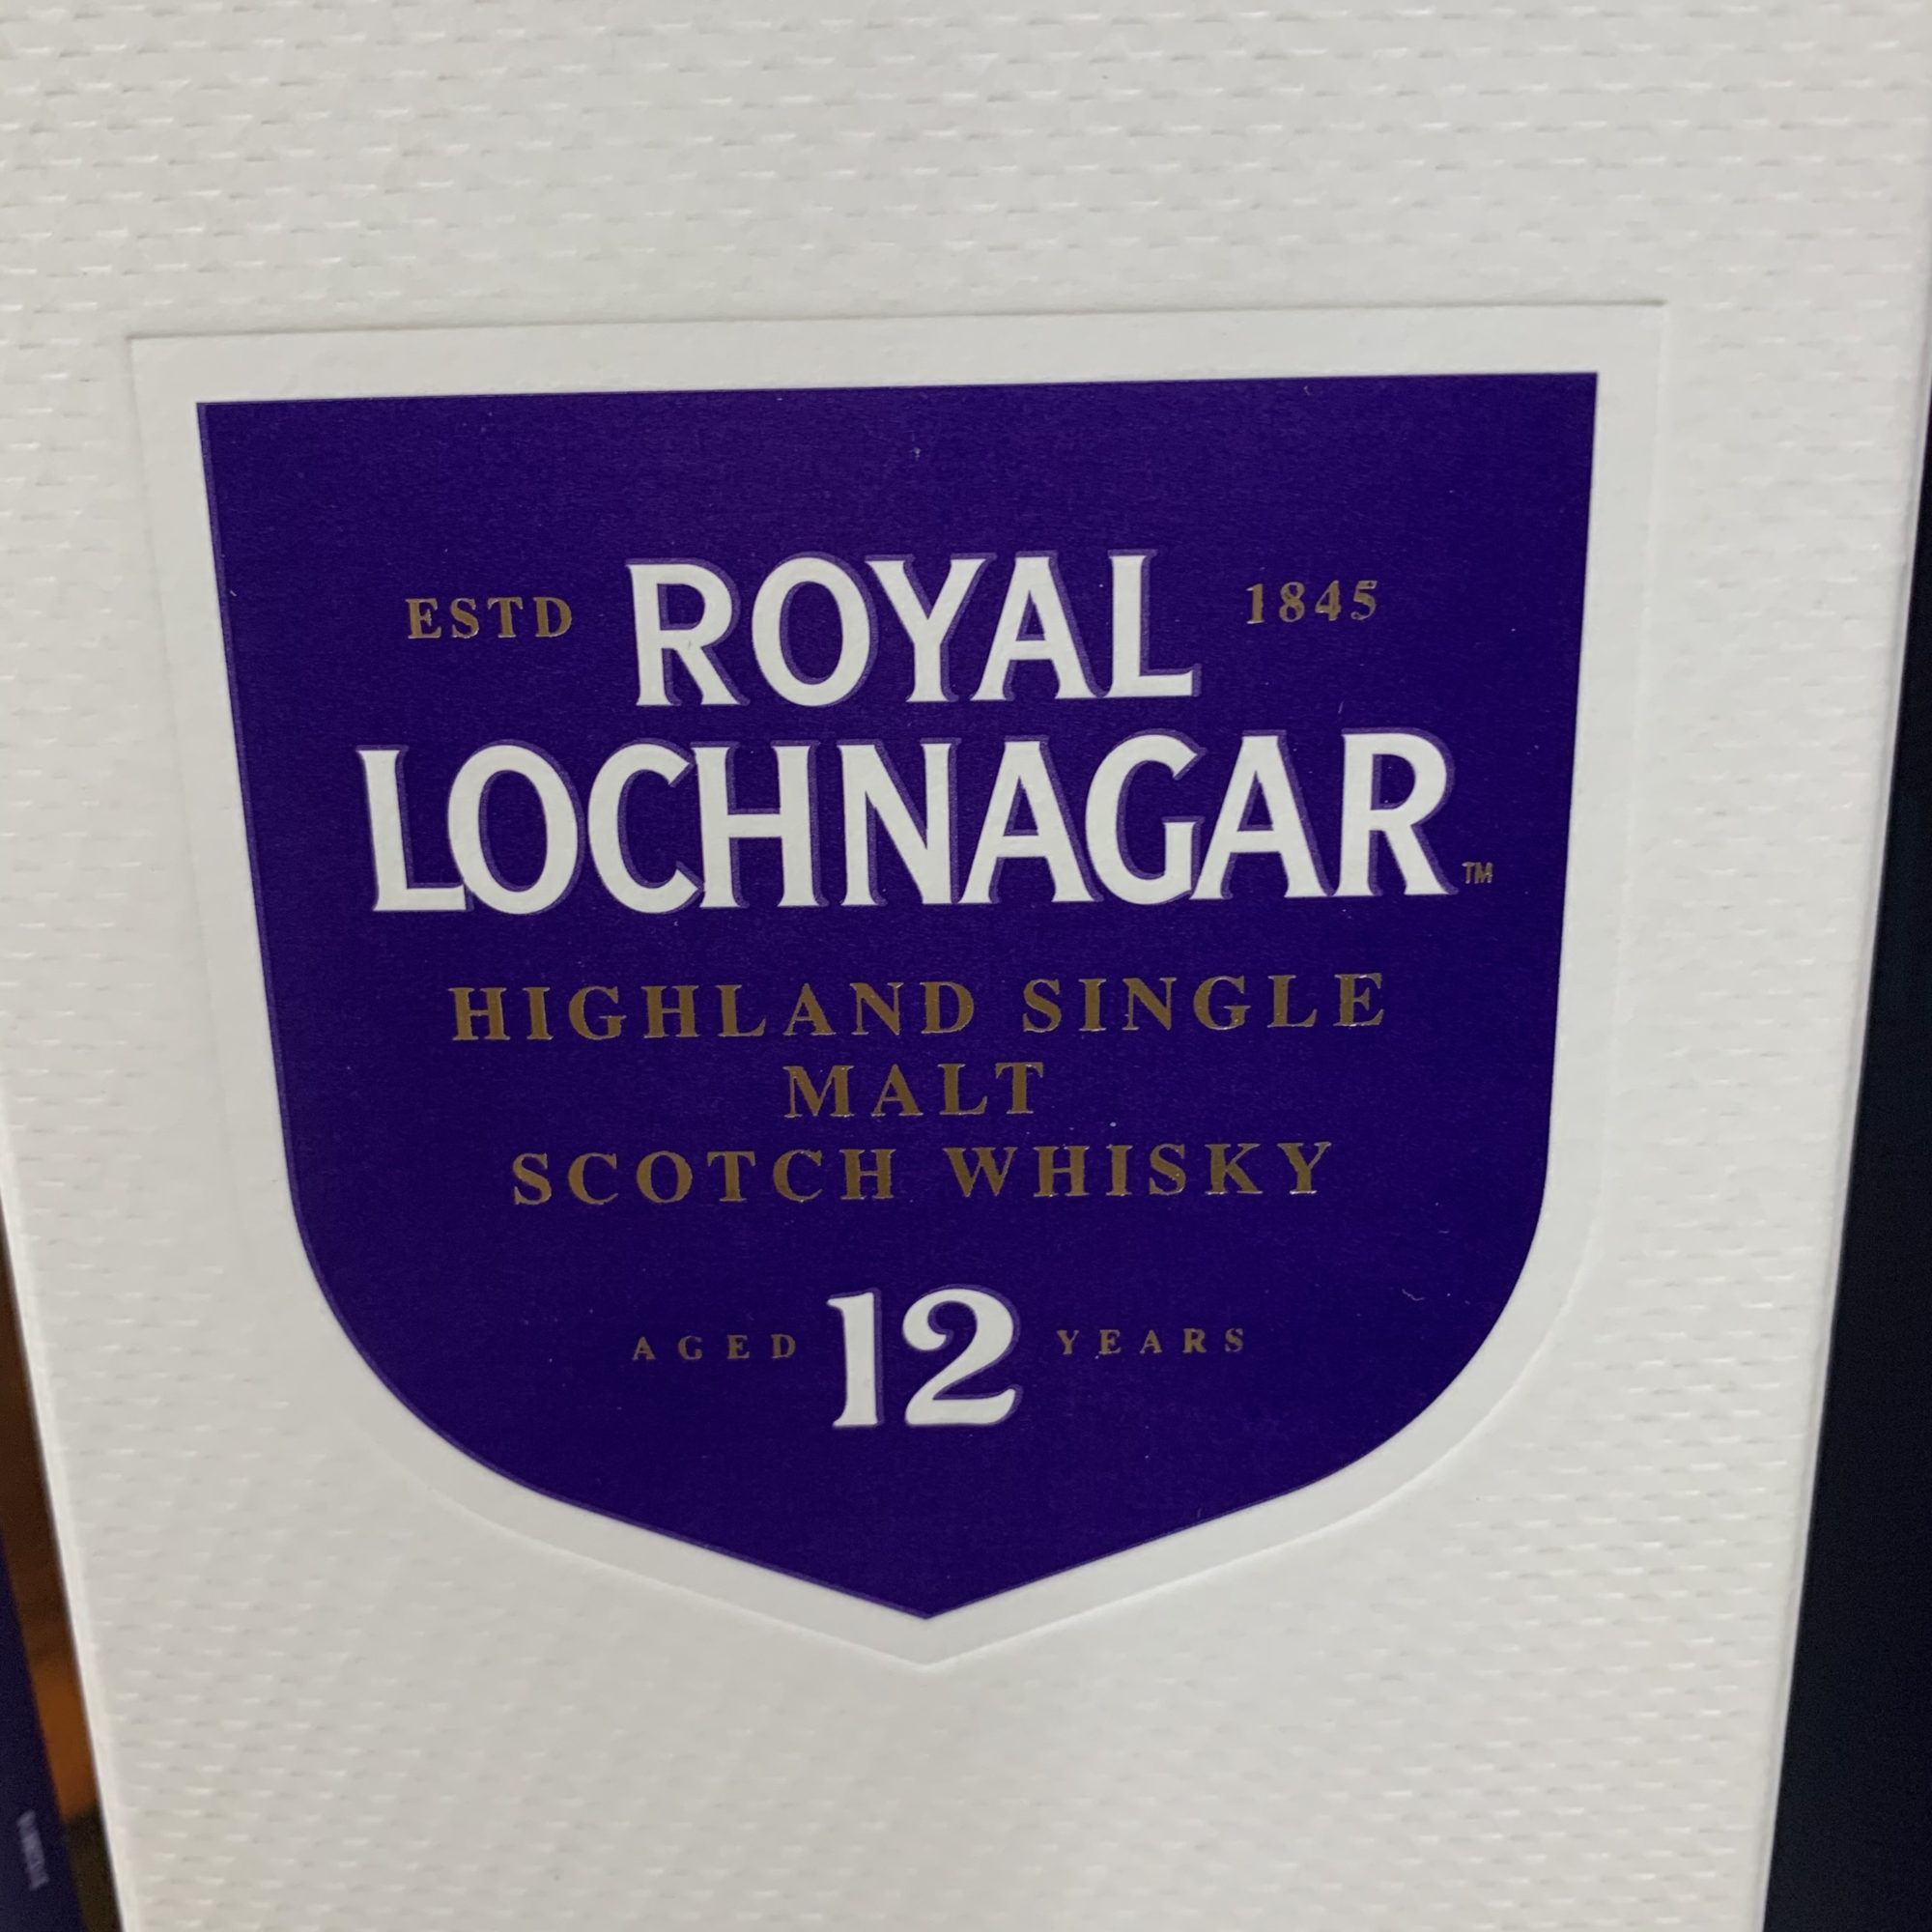 ESTD ROYAL 1845
LOCHNAGAR™
HIGHLAND SINGLE
MALT
SCOTCH WHISKY
AGED 12 YEARS